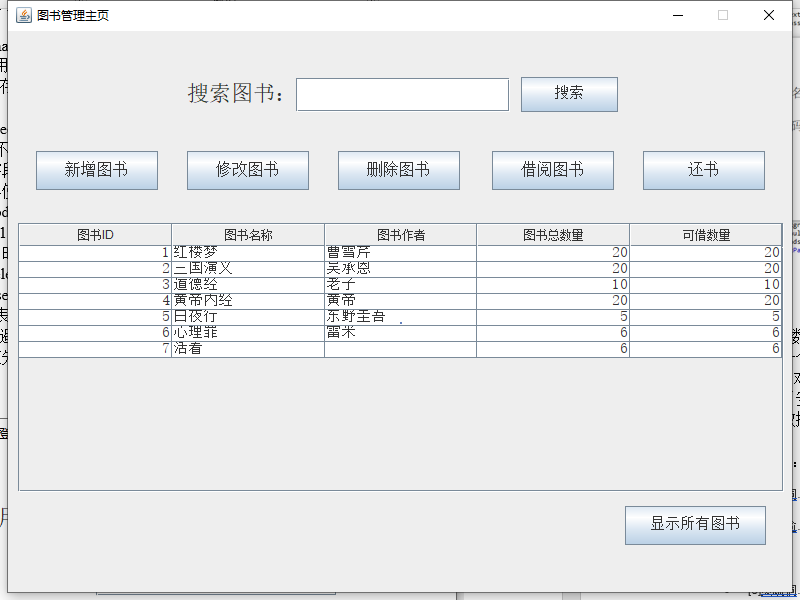 图书管理主页
搜索图书： 搜索
新增图书 修改图书 删除图书 借阅图书 还书
图书ID 图书名称 图书作者 图书总数量 可借数量
1 红楼梦 曹雪芹 20 20
2 三国演义 吴承恩 20 20
3 道德经 老子 10 10
4 黄帝内经 黄帝 20 20
5 白夜行 东野圭吾 5 5
6 心理罪 雷米 6 6
7 活着 6 6
显示所有图书